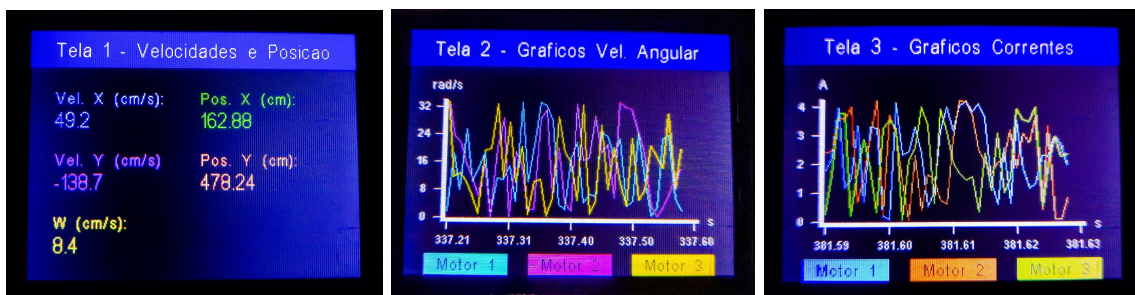 Tela 1 - Velocidades e Posicao
Vel. X (cm/s): Pos. X (cm):
49.2 162.88
Vel. Y (cm/s) Pos. Y (cm):
-138.7 478.24
W (cm/s):
8.4
Tela 2 - Graficos Vel. Angular
rad/s
32
24
16
8
0
s
337.21 337.31 337.40 337.50 337.60
Motor 1 Motor 2 Motor 3
Tela 3 - Graficos Correntes
A
4
3
2
1
0
s
381.59 381.60 381.61 381.62 381.63
Motor 1 Motor 2 Motor 3